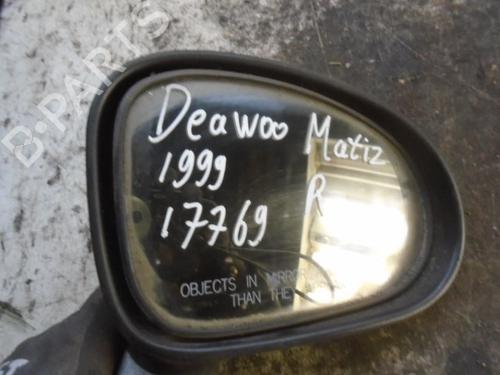 B-PARTS
Deawoo Matiz
1999 R
17769
OBJECTS IN MIRROR
THAN THE